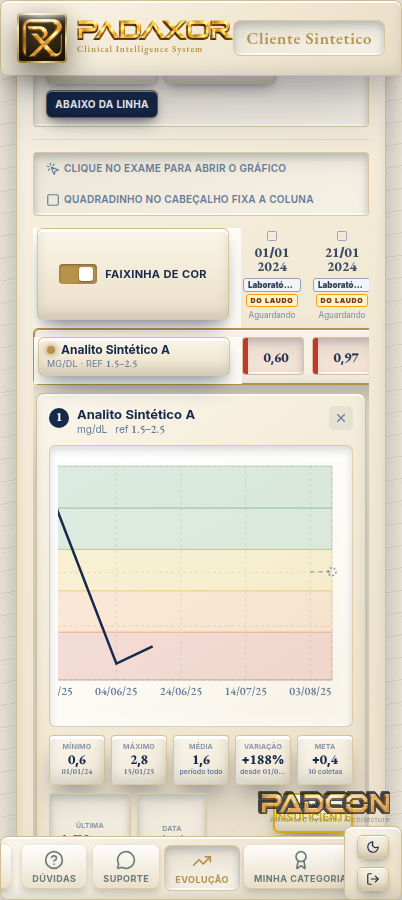 PADAXOR
Clinical Intelligence System
Cliente Sintetico
ABAIXO DA LINHA
CLIQUE NO EXAME PARA ABRIR O GRÁFICO
QUADRADINHO NO CABEÇALHO FIXA A COLUNA
FAIXINHA DE COR
01/01
2024
Laborató...
DO LAUDO
Aguardando
21/01
2024
Laborató...
DO LAUDO
Aguardando
Analito Sintético A
MG/DL · REF 1.5–2.5
0,60
0,97
1
Analito Sintético A
mg/dL ref 1.5–2.5
/25
04/06/25
24/06/25
14/07/25
03/08/25
MÍNIMO
0,6
01/01/24
MÁXIMO
2,8
15/01/25
MÉDIA
1,6
período todo
VARIAÇÃO
+188%
desde 01/0...
META
+0,4
30 coletas
ÚLTIMA
DATA
PADCON
INSUFICIENTE
DÚVIDAS
SUPORTE
EVOLUÇÃO
MINHA CATEGORIA